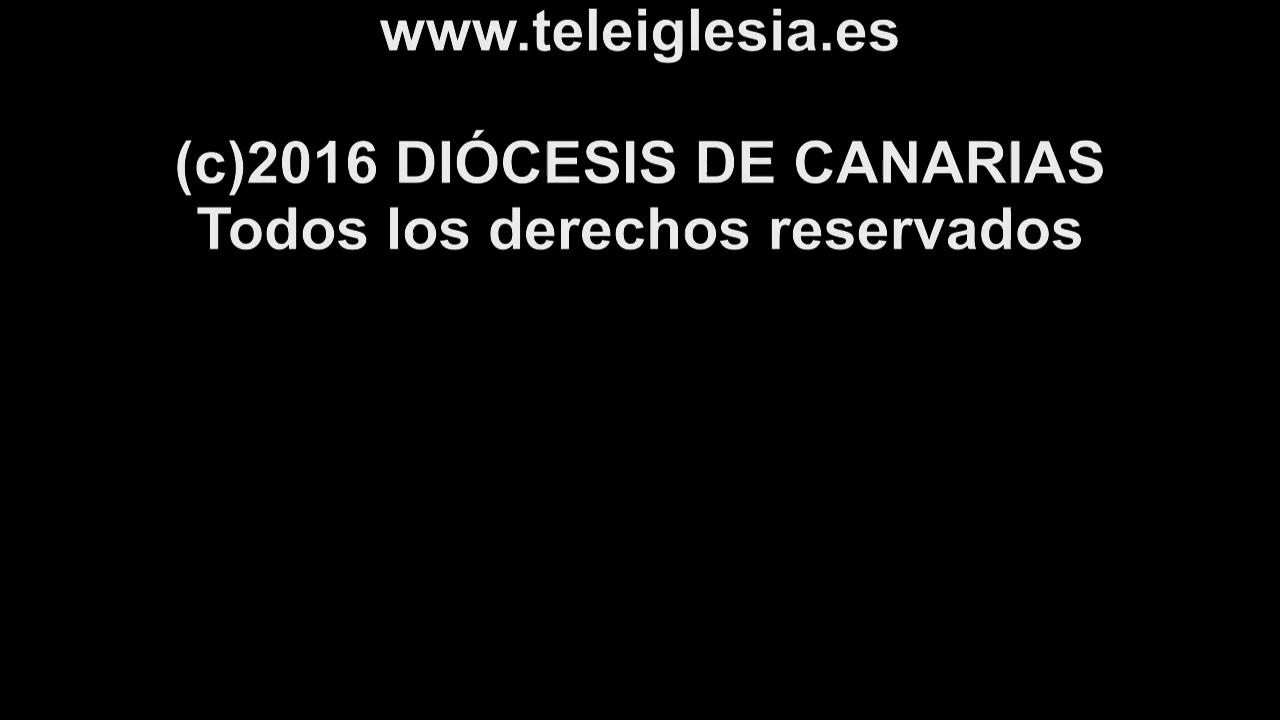 www.teleiglesia.es
(c)2016 DIÓCESIS DE CANARIAS
Todos los derechos reservados